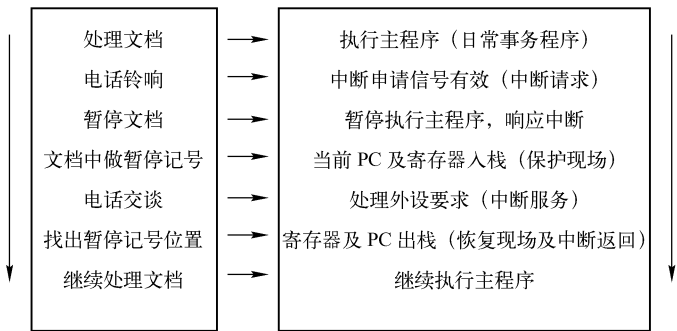 处理文档 执行主程序（日常事务程序）
电话铃响 中断申请信号有效（中断请求）
暂停文档 暂停执行主程序，响应中断
文档中做暂停记号 当前 PC 及寄存器入栈（保护现场）
电话交谈 处理外设要求（中断服务）
找出暂停记号位置 寄存器及 PC 出栈（恢复现场及中断返回）
继续处理文档 继续执行主程序